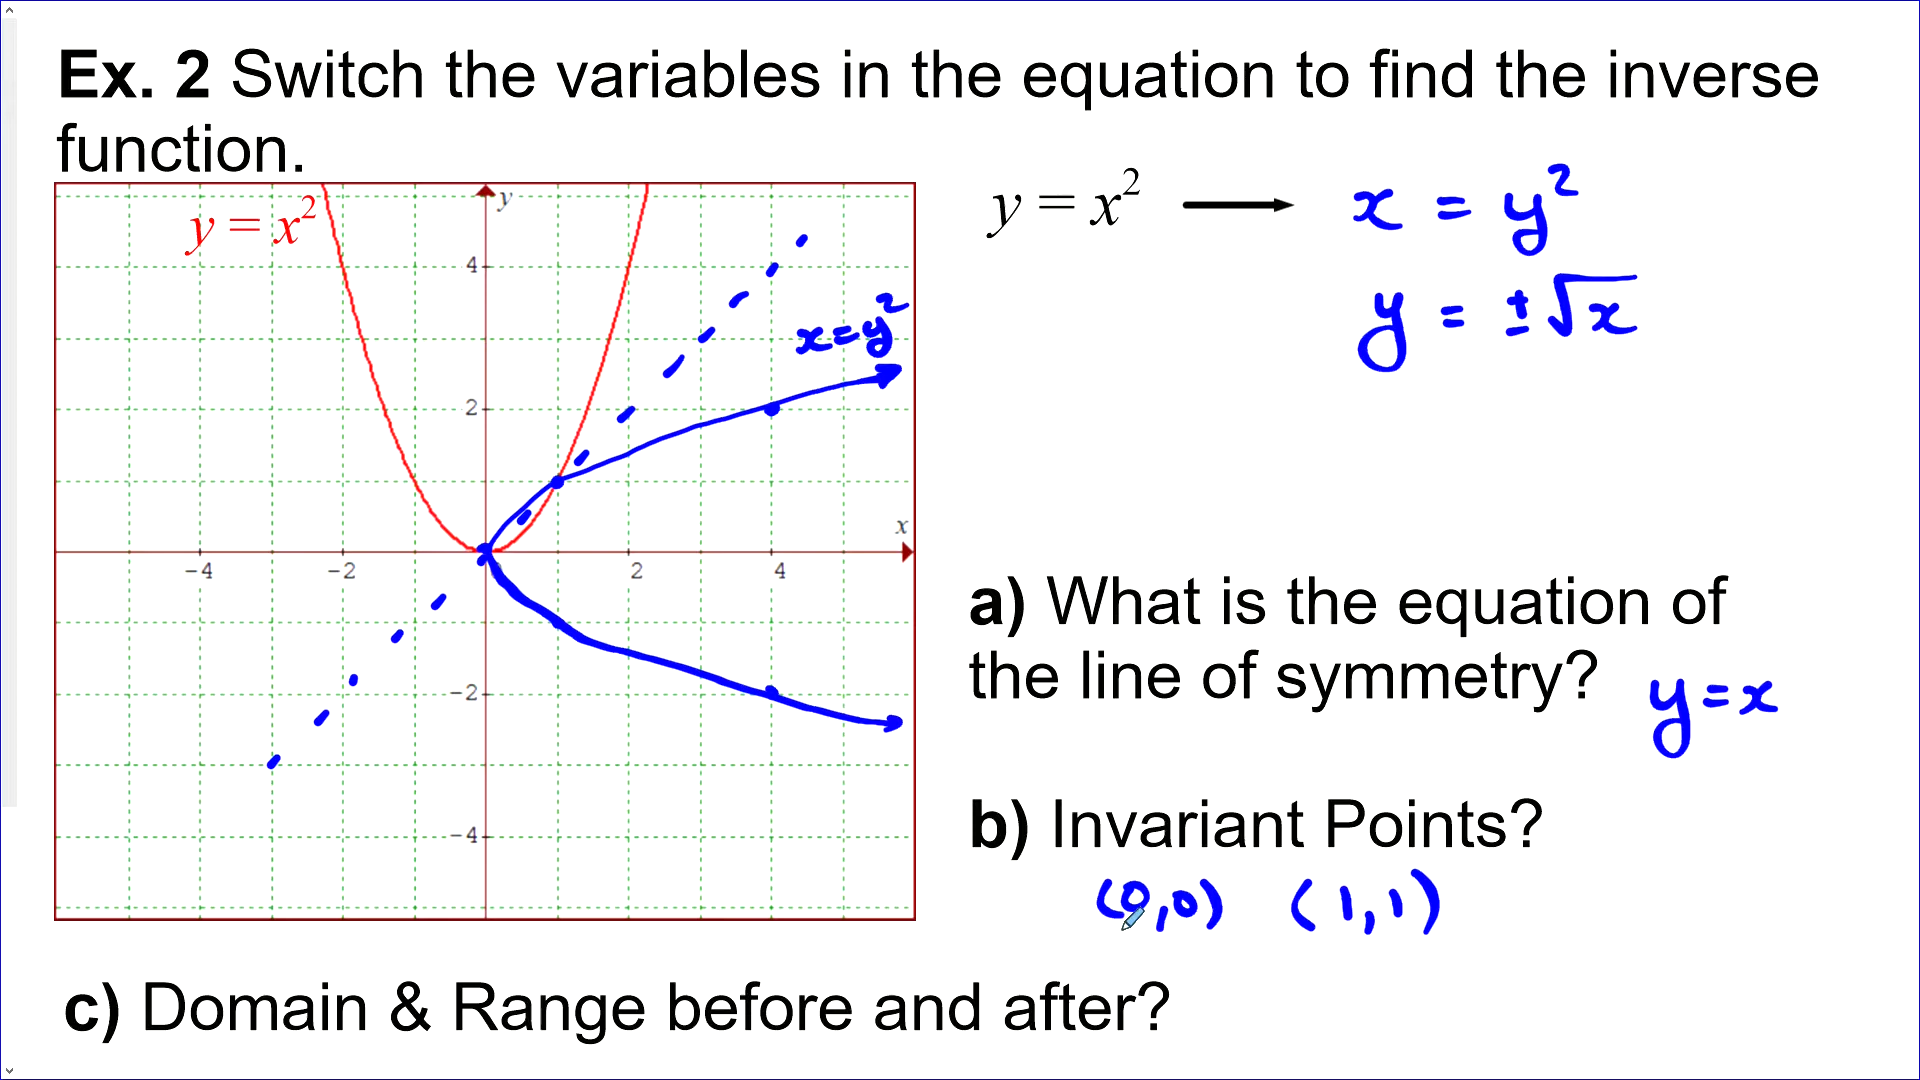 Ex. 2 Switch the variables in the equation to find the inverse
function.
y = x² → x = y²
y = ±√x
y = x²
y
4
x=y²
2
x
-4
-2
2
4
-2
-4
a) What is the equation of
the line of symmetry? y=x
b) Invariant Points?
(0,0) (1,1)
c) Domain & Range before and after?